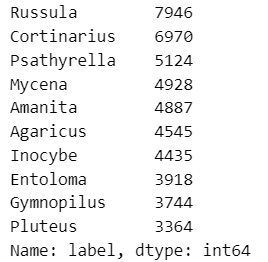 Russula 7946
Cortinarius 6970
Psathyrella 5124
Mycena 4928
Amanita 4887
Agaricus 4545
Inocybe 4435
Entoloma 3918
Gymnopilus 3744
Pluteus 3364
Name: label, dtype: int64